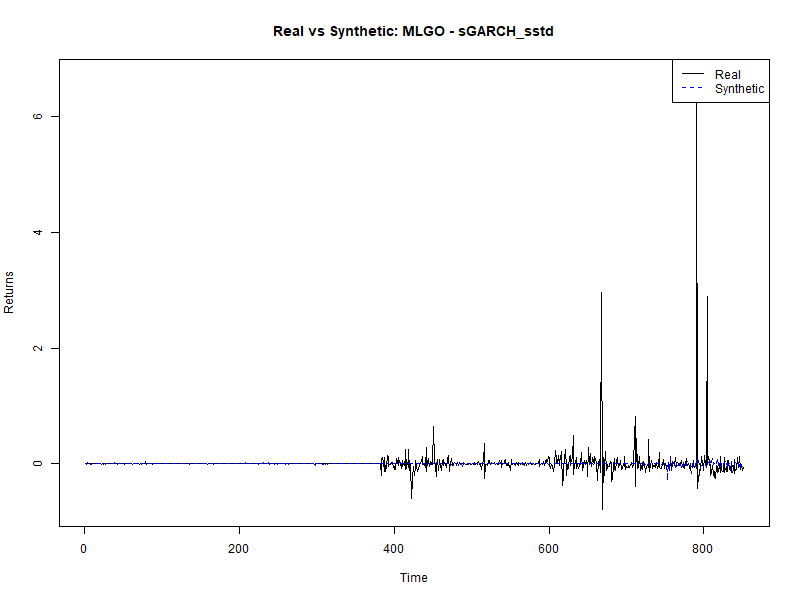 Real vs Synthetic: MLGO - sGARCH_sstd
Real
Synthetic
6
4
2
0
Returns
0
200
400
600
800
Time